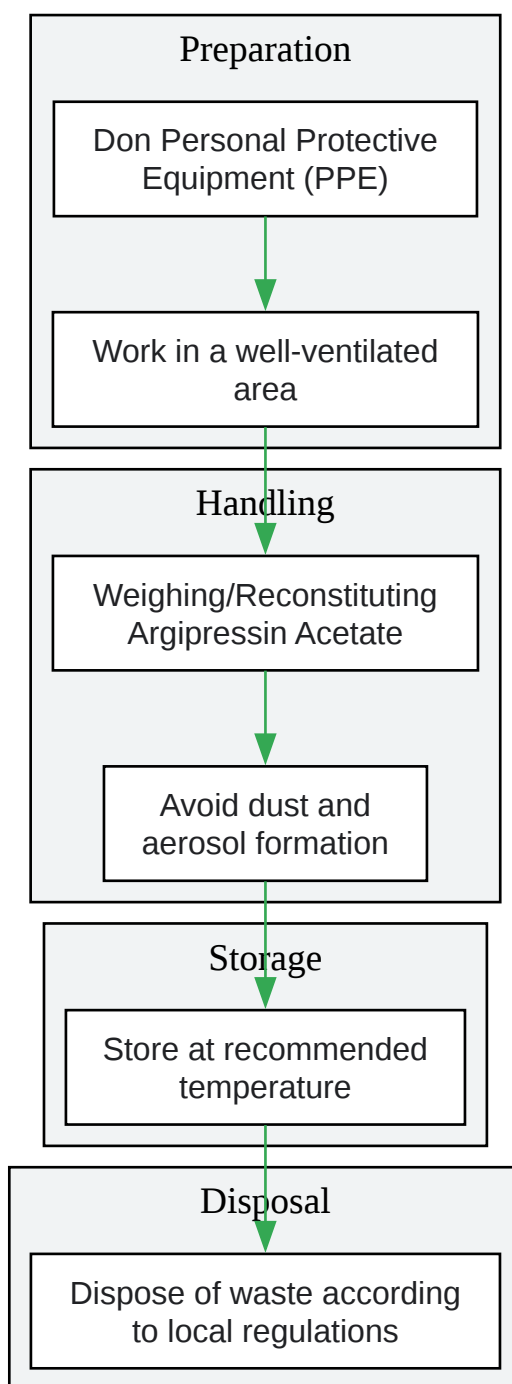 Preparation
Don Personal Protective
Equipment (PPE)
Work in a well-ventilated
area
Handling
Weighing/Reconstituting
Argipressin Acetate
Avoid dust and
aerosol formation
Storage
Store at recommended
temperature
Disposal
Dispose of waste according
to local regulations